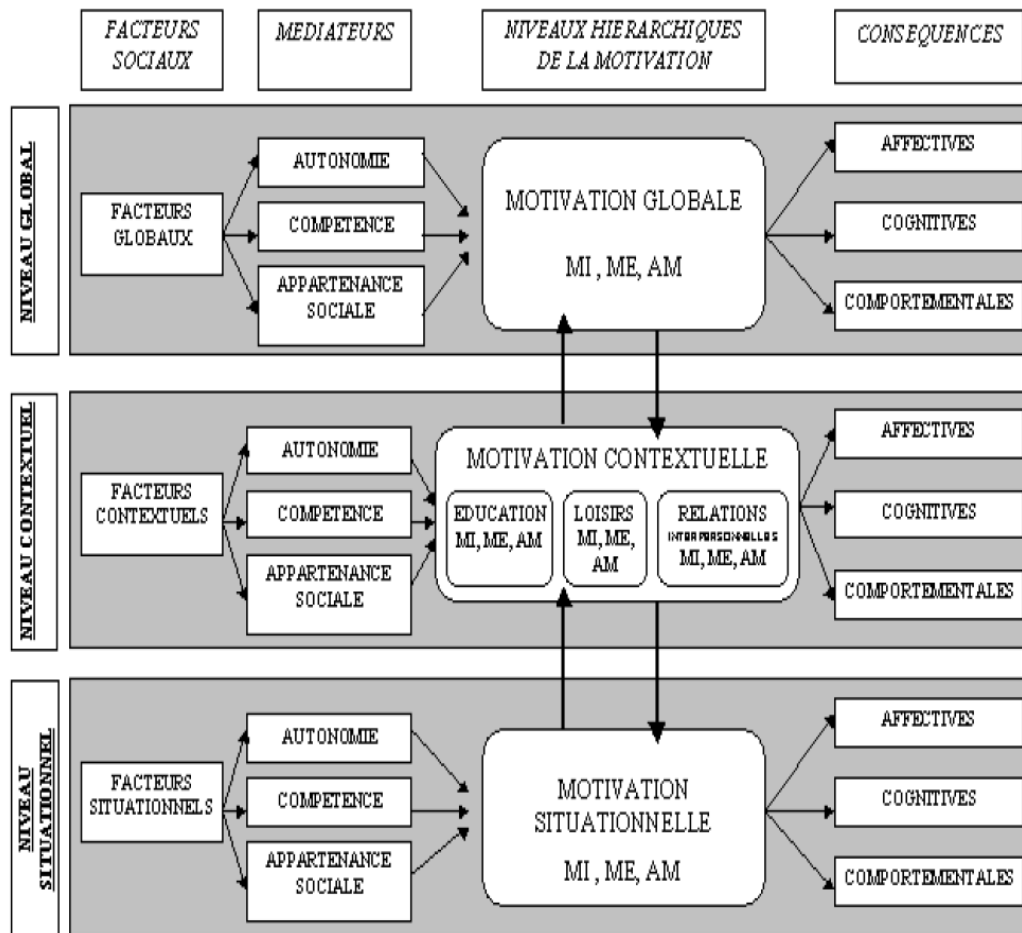 FACTEURS
SOCIAUX
MEDIATEURS
NIVEAUX HIERARCHIQUES
DE LA MOTIVATION
CONSEQUENCES
NIVEAU GLOBAL
FACTEURS
GLOBAUX
AUTONOMIE
COMPETENCE
APPARTENANCE
SOCIALE
MOTIVATION GLOBALE
MI , ME, AM
AFFECTIVES
COGNITIVES
COMPORTEMENTALES
NIVEAU CONTEXTUEL
FACTEURS
CONTEXTUELS
AUTONOMIE
COMPETENCE
APPARTENANCE
SOCIALE
MOTIVATION CONTEXTUELLE
EDUCATION
MI, ME, AM
LOISIRS
MI, ME,
AM
RELATIONS
INTERPERSONNELLES
MI, ME, AM
AFFECTIVES
COGNITIVES
COMPORTEMENTALES
NIVEAU
SITUATIONNEL
FACTEURS
SITUATIONNELS
AUTONOMIE
COMPETENCE
APPARTENANCE
SOCIALE
MOTIVATION
SITUATIONNELLE
MI , ME, AM
AFFECTIVES
COGNITIVES
COMPORTEMENTALES